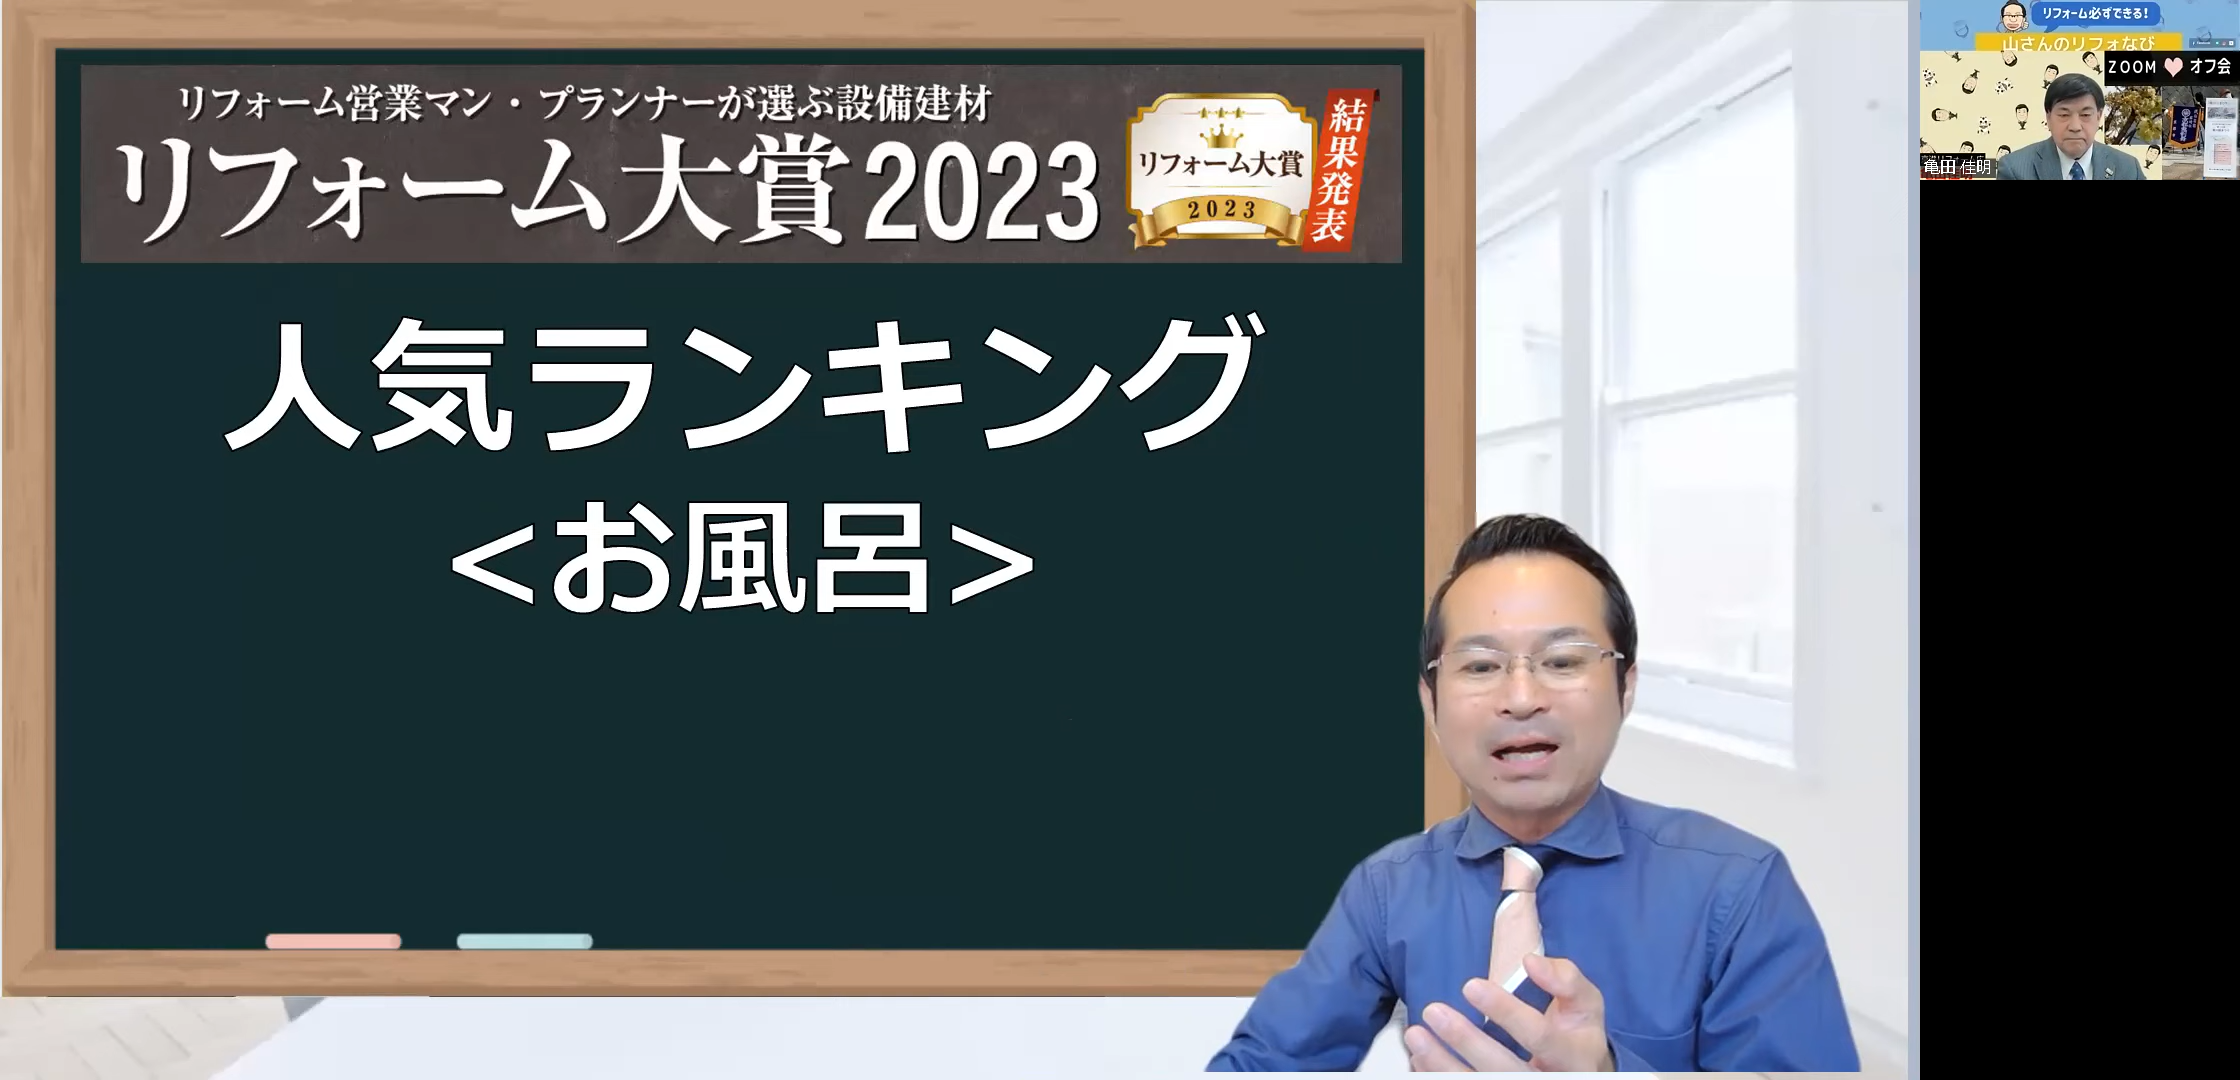 リフォーム営業マン・プランナーが選ぶ設備建材
リフォーム大賞2023
リフォーム大賞
2023
結果発表
人気ランキング
<お風呂>
リフォーム必ずできる!
山さんのリフォなび
ZOOM オフ会
亀田 佳明